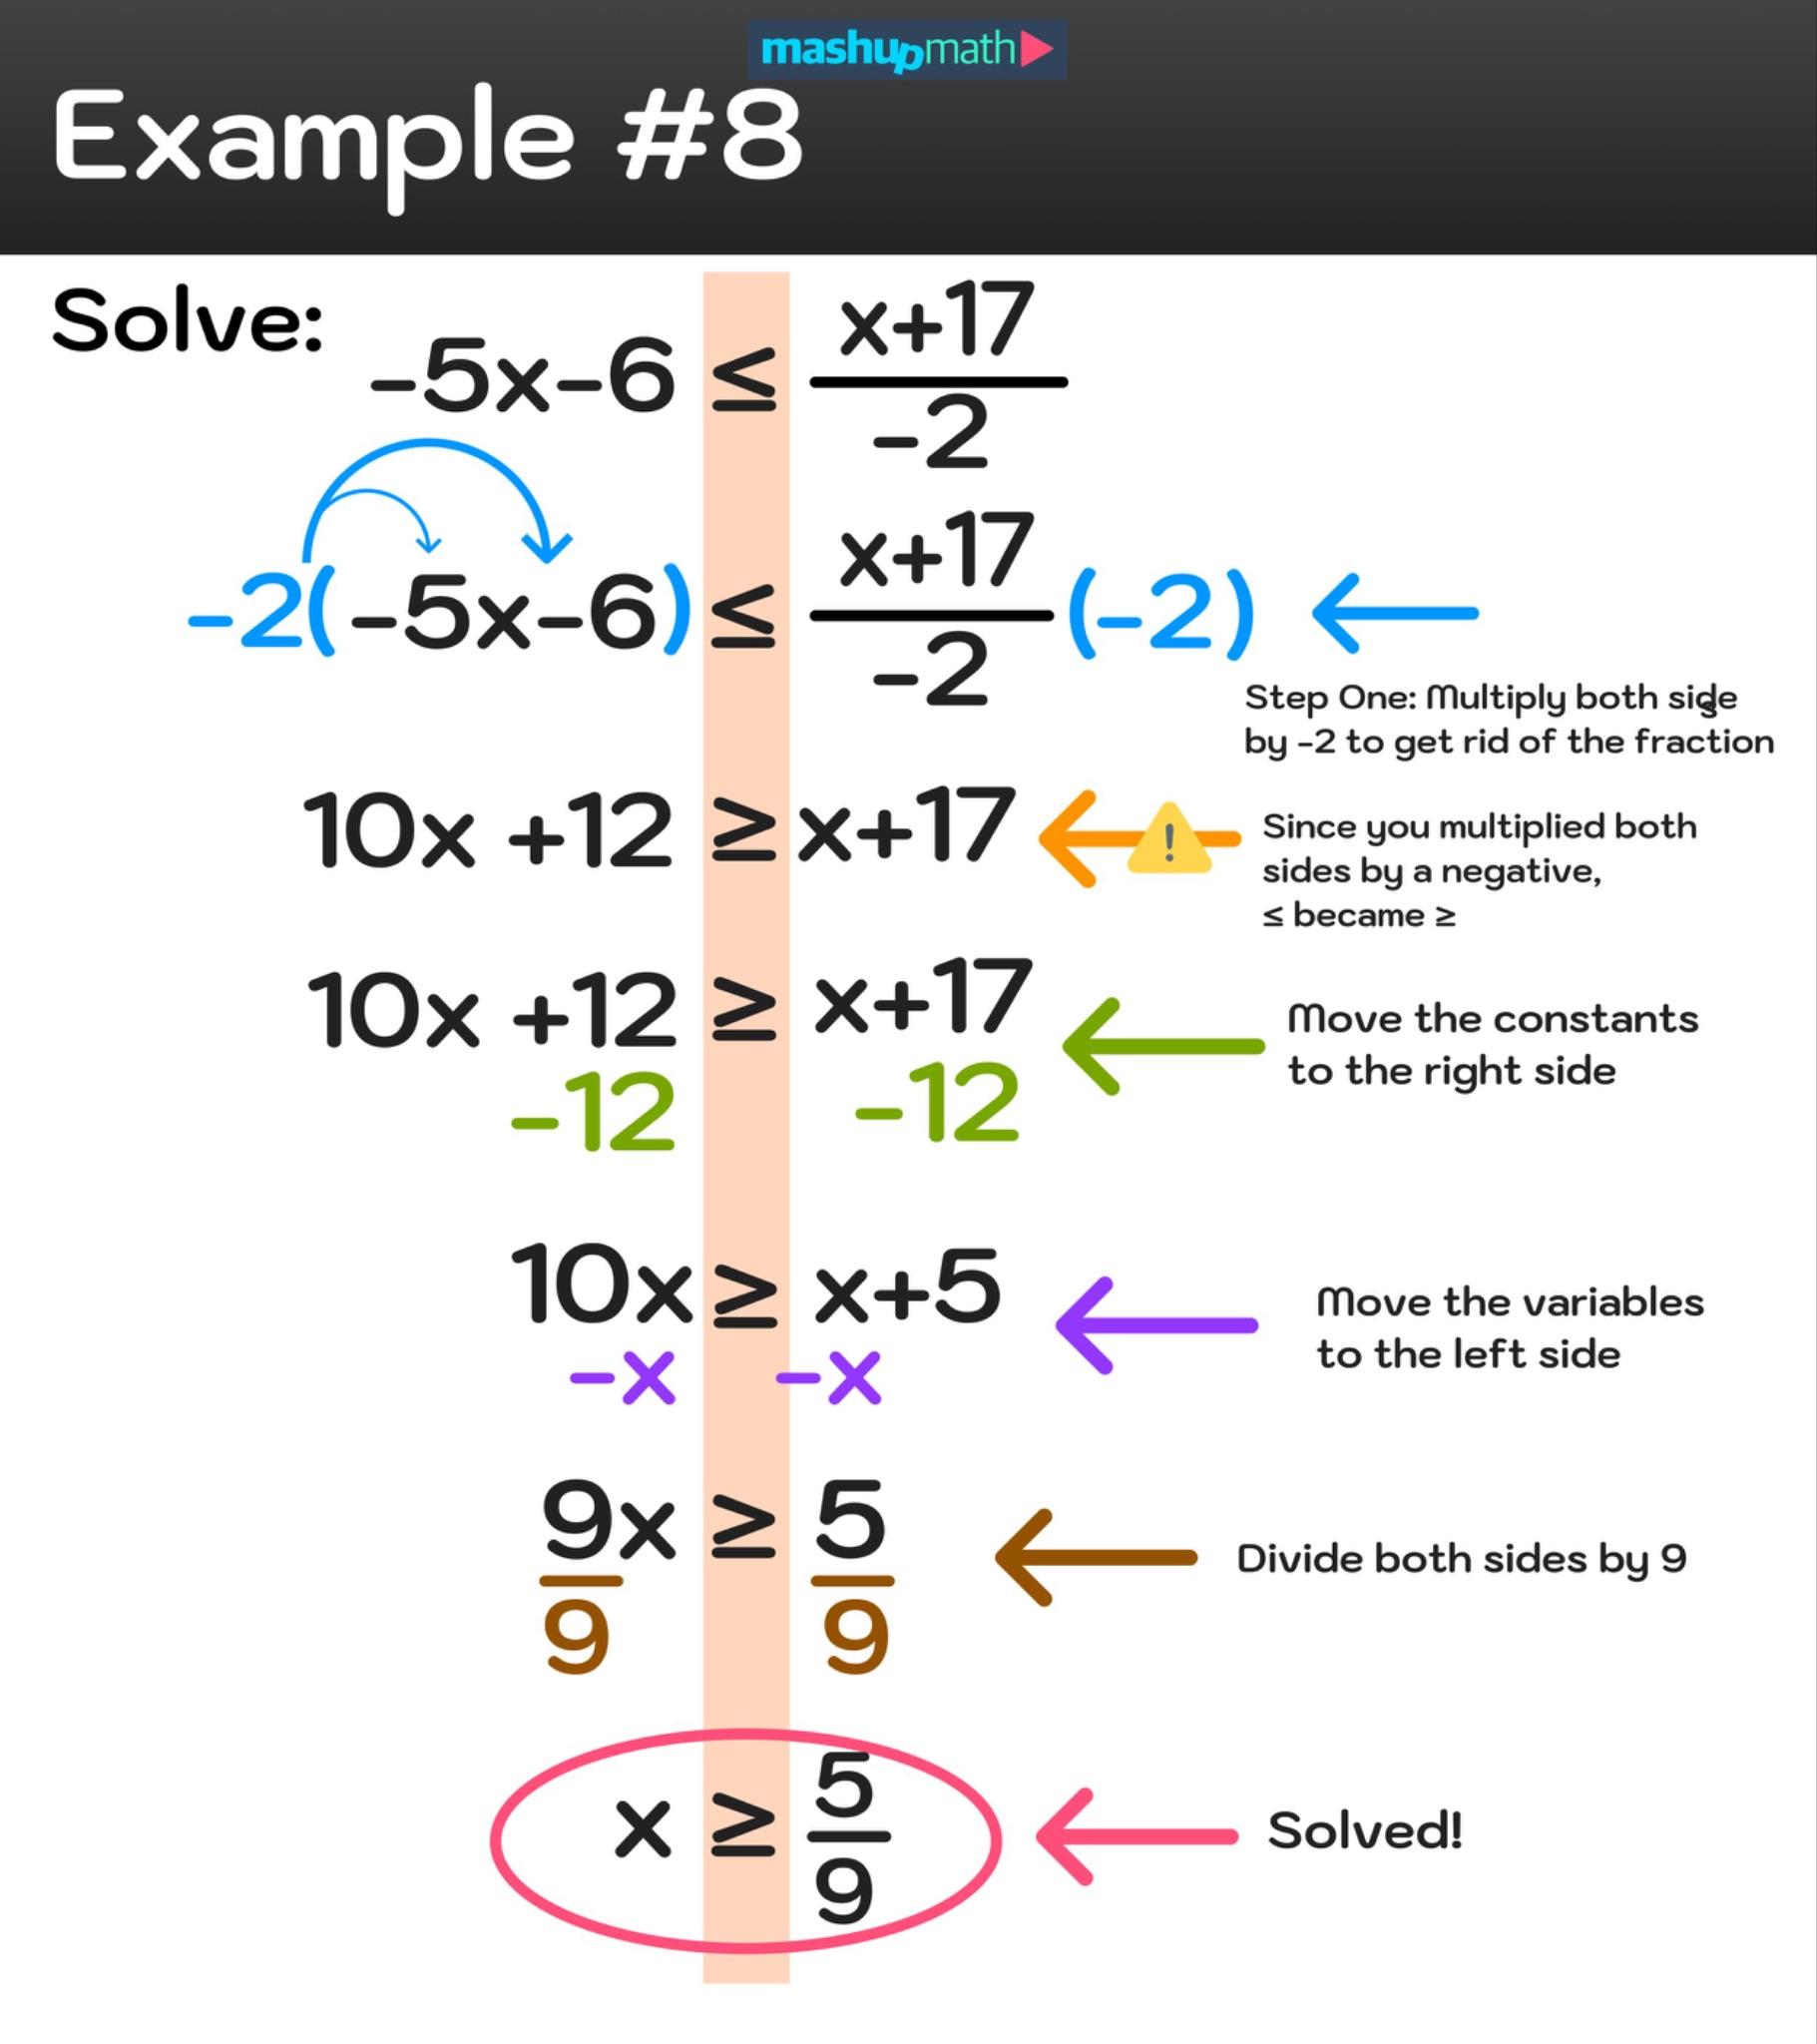 mashupmath
Example #8
Solve:
-5x-6 ≤ x+17
-2
-2(-5x-6) ≤ x+17 (-2)
-2
Step One: Multiply both side
s
by -2 to get rid of the fraction
10x +12 ≥ x+17
Since you multiplied both
sides by a negative,
≤ became ≥
10x +12 ≥ x+17
-12 -12
Move the constants
to the right side
10x ≥ x+5
-x -x
Move the variables
to the left side
9x ≥ 5
9 9
Divide both sides by 9
x ≥ 5
9
Solved!